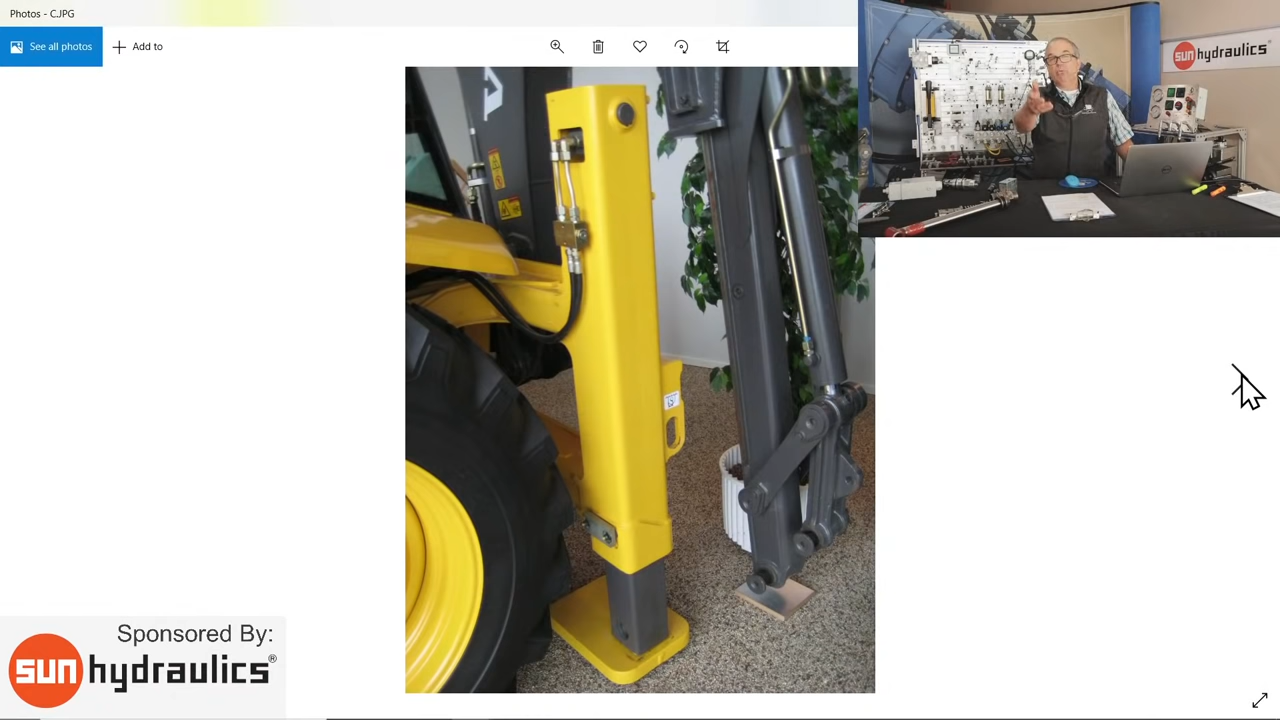 Photos - C.JPG
See all photos
Add to
sun hydraulics®
Sponsored By:
sun hydraulics®